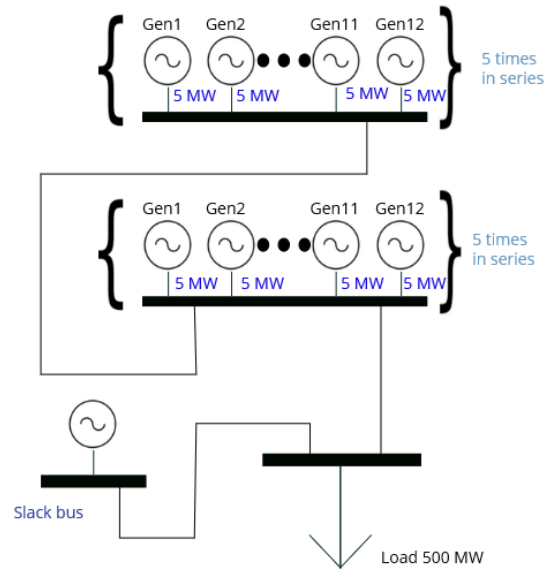 Gen1 Gen2 Gen11 Gen12
5 times
in series
5 MW 5 MW 5 MW 5 MW
Gen1 Gen2 Gen11 Gen12
5 times
in series
5 MW 5 MW 5 MW 5 MW
Slack bus
Load 500 MW